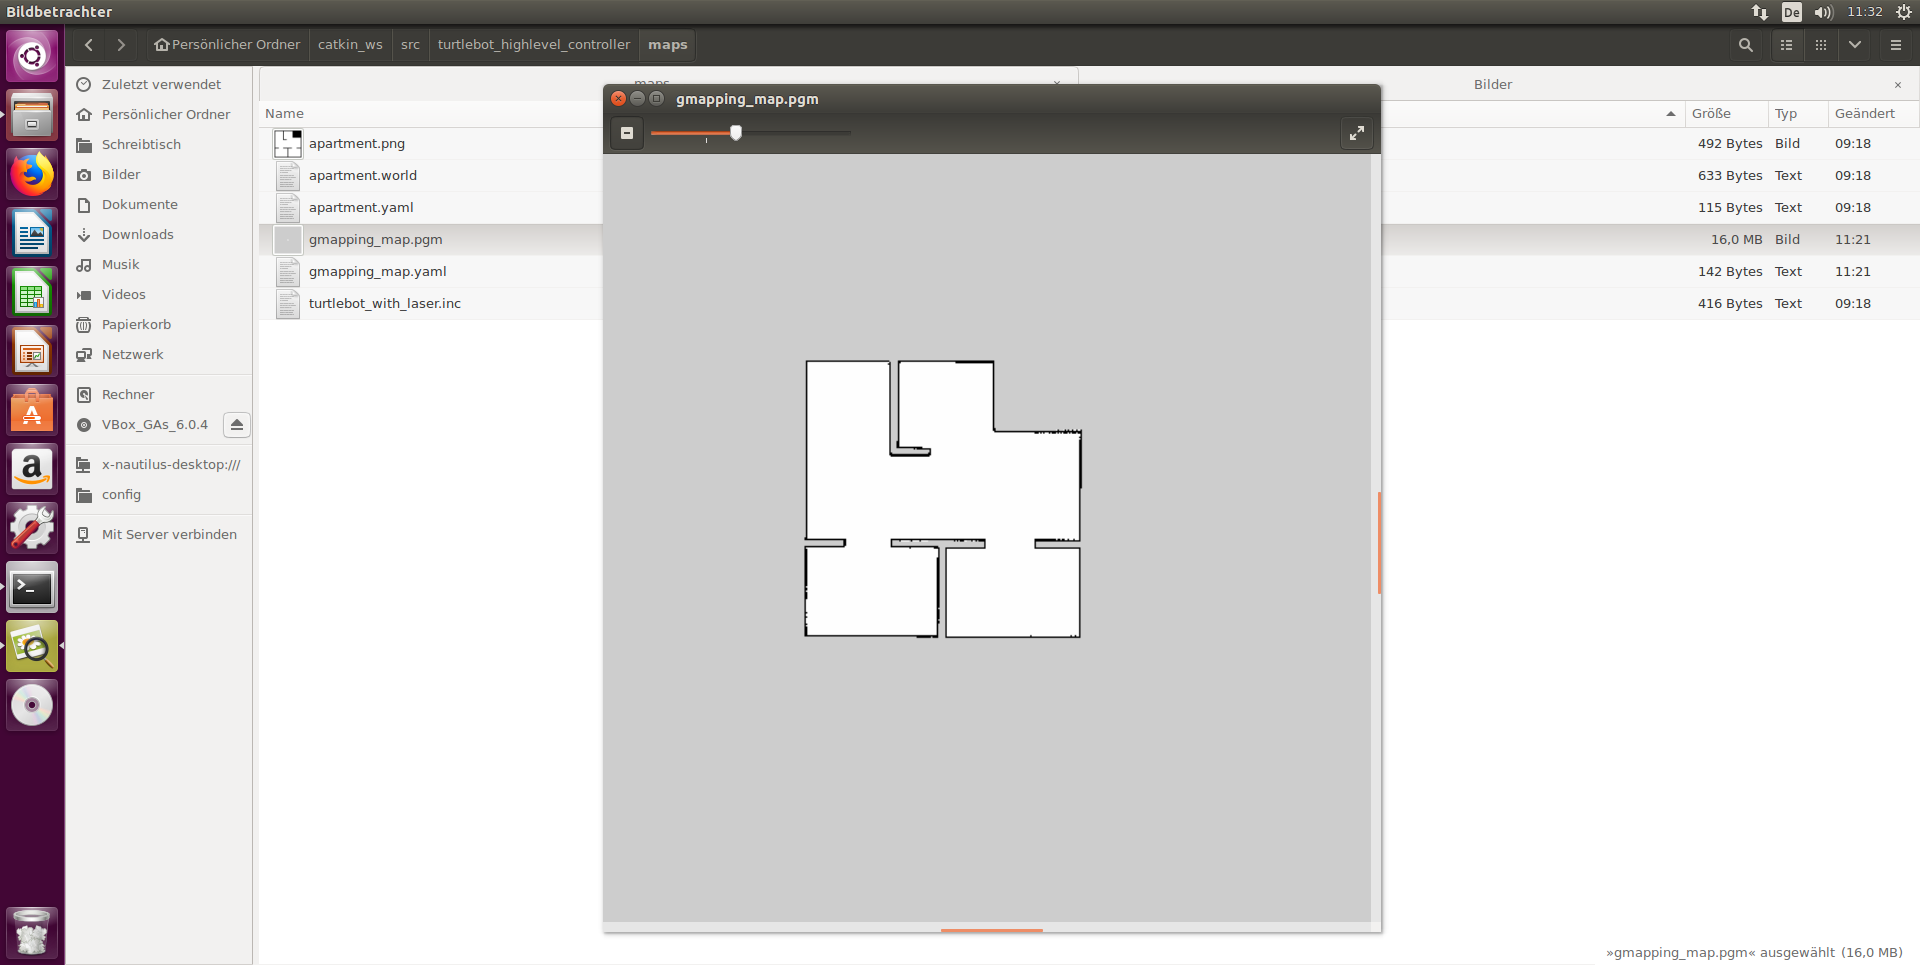 Bildbetrachter
De
11:32
Persönlicher Ordner
catkin_ws
src
turtlebot_highlevel_controller
maps
Zuletzt verwendet
Persönlicher Ordner
Schreibtisch
Bilder
Dokumente
Downloads
Musik
Videos
Papierkorb
Netzwerk
Rechner
VBox_GAs_6.0.4
x-nautilus-desktop:///
config
Mit Server verbinden
maps
Bilder
Name
Größe
Typ
Geändert
apartment.png
492 Bytes
Bild
09:18
apartment.world
633 Bytes
Text
09:18
apartment.yaml
115 Bytes
Text
09:18
gmapping_map.pgm
16,0 MB
Bild
11:21
gmapping_map.yaml
142 Bytes
Text
11:21
turtlebot_with_laser.inc
416 Bytes
Text
09:18
gmapping_map.pgm
»gmapping_map.pgm« ausgewählt (16,0 MB)